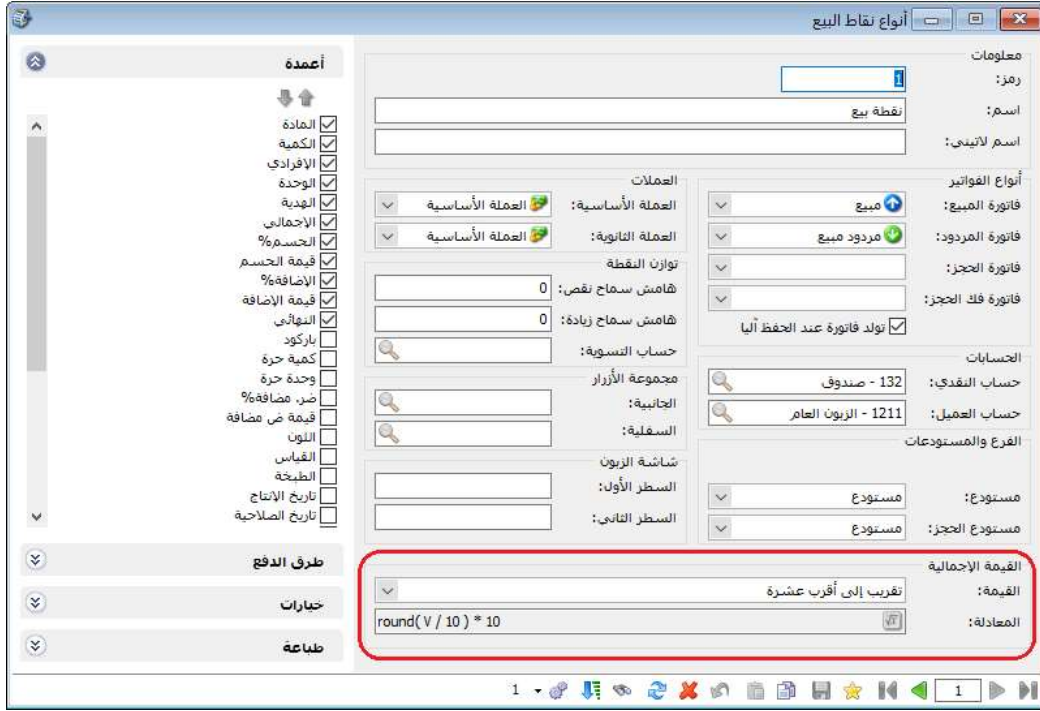 أنواع نقاط البيع
معلومات
رمز: 1
اسم: نقطة بيع
اسم لاتيني:
أنواع الفواتير
فاتورة المبيع: مبيع
فاتورة المردود: مردود مبيع
فاتورة الحجز:
فاتورة فك الحجز:
تولد فاتورة عند الحفظ آليا
الحسابات
حساب النقدي: 132 - صندوق
حساب العميل: 1211 - الزبون العام
الفرع والمستودعات
مستودع: مستودع
مستودع الحجز: مستودع
العملات
العملة الأساسية: العملة الأساسية
العملة الثانوية: العملة الأساسية
توازن النقطة
هامش سماح نقص: 0
هامش سماح زيادة: 0
حساب التسوية:
مجموعة الأزرار
الجانبية:
السفلية:
شاشة الزبون
السطر الأول:
السطر الثاني:
القيمة الإجمالية
القيمة: تقريب إلى أقرب عشرة
المعادلة: round( V / 10 ) * 10
أعمدة
المادة
الكمية
الإفرادي
الوحدة
الهدية
الإجمالي
الحسم%
قيمة الحسم
الإضافة%
قيمة الإضافة
النهائي
باركود
كمية حرة
وحدة حرة
ضر. مضافة%
قيمة ض مضافة
اللون
القياس
الطبخة
تاريخ الإنتاج
تاريخ الصلاحية
طرق الدفع
خيارات
طباعة
1
1